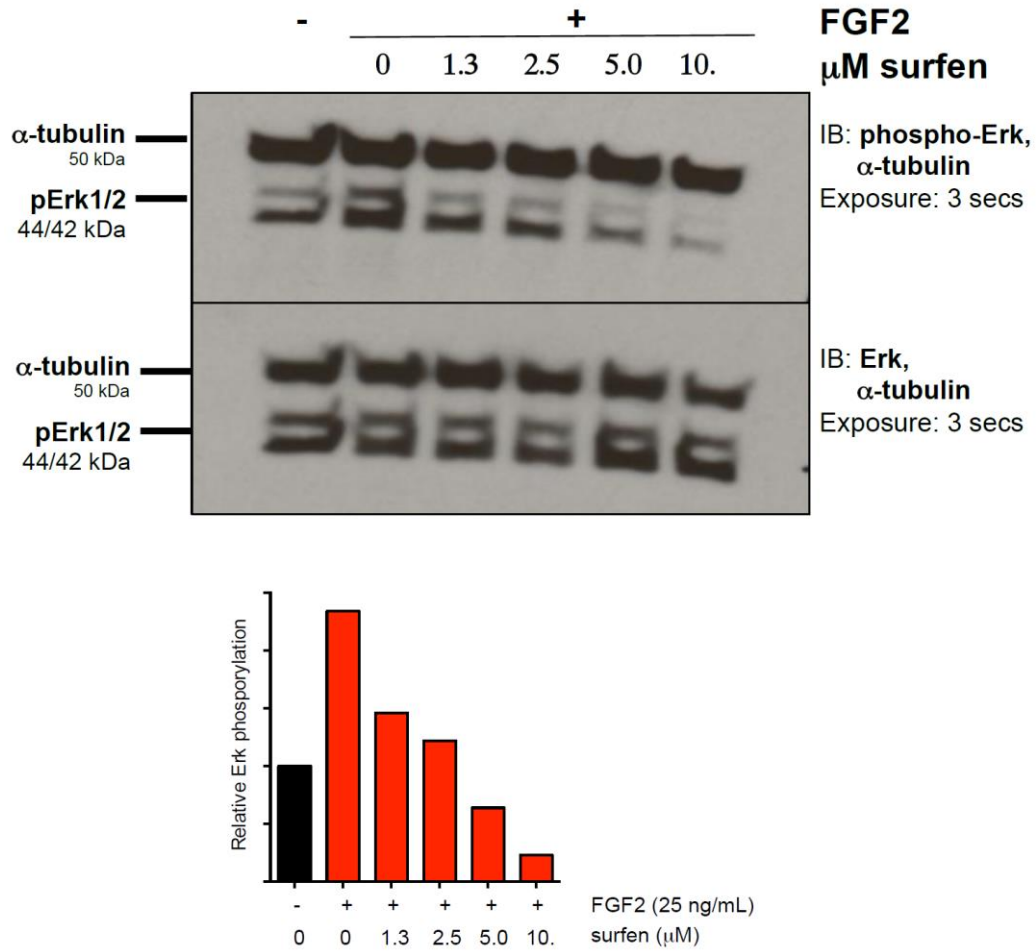 - + FGF2
0 1.3 2.5 5.0 10. μM surfen
α-tubulin
50 kDa
pErk1/2
44/42 kDa
IB: phospho-Erk,
α-tubulin
Exposure: 3 secs
α-tubulin
50 kDa
pErk1/2
44/42 kDa
IB: Erk,
α-tubulin
Exposure: 3 secs
Relative Erk phosporylation
- + + + + + FGF2 (25 ng/mL)
0 0 1.3 2.5 5.0 10. surfen (μM)